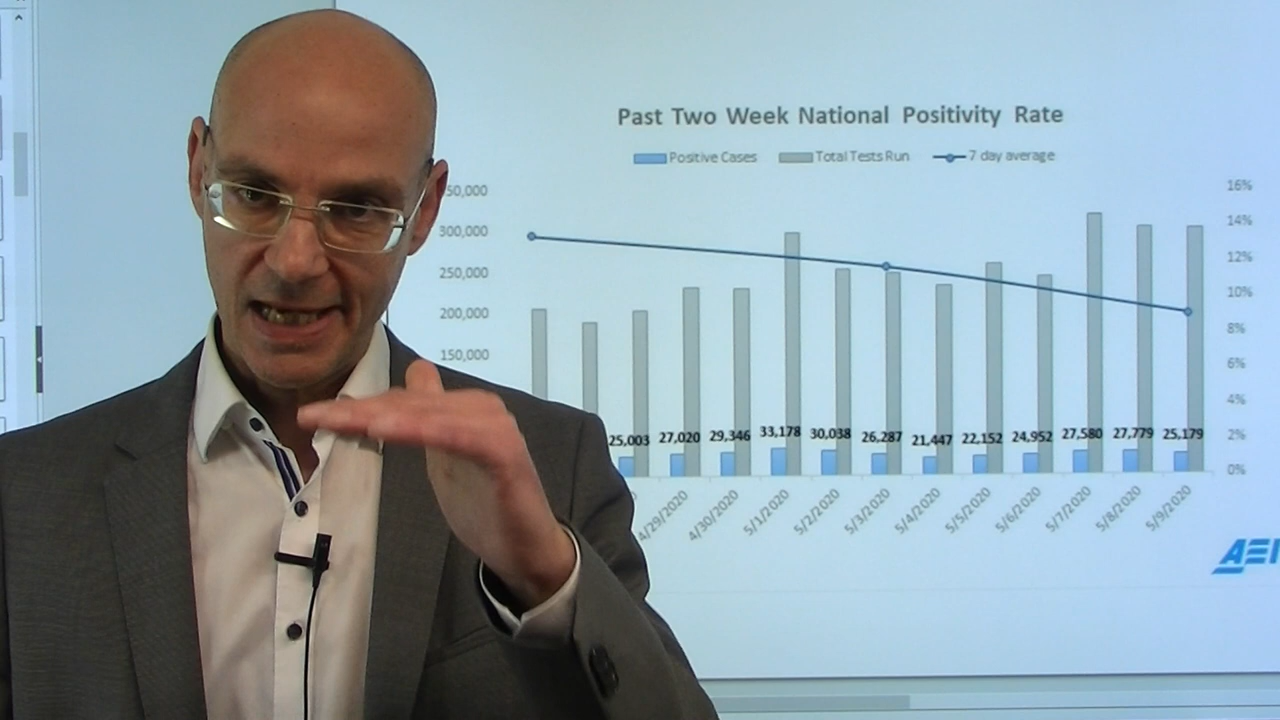 Past Two Week National Positivity Rate
Positive Cases Total Tests Run 7 day average
50,000
300,000
250,000
200,000
150,000
16%
14%
12%
10%
8%
6%
4%
2%
0%
25,003 27,020 29,346 33,178 30,038 26,287 21,447 22,152 24,952 27,580 27,779 25,179
4/29/2020 4/30/2020 5/1/2020 5/2/2020 5/3/2020 5/4/2020 5/5/2020 5/6/2020 5/7/2020 5/8/2020 5/9/2020
AEI